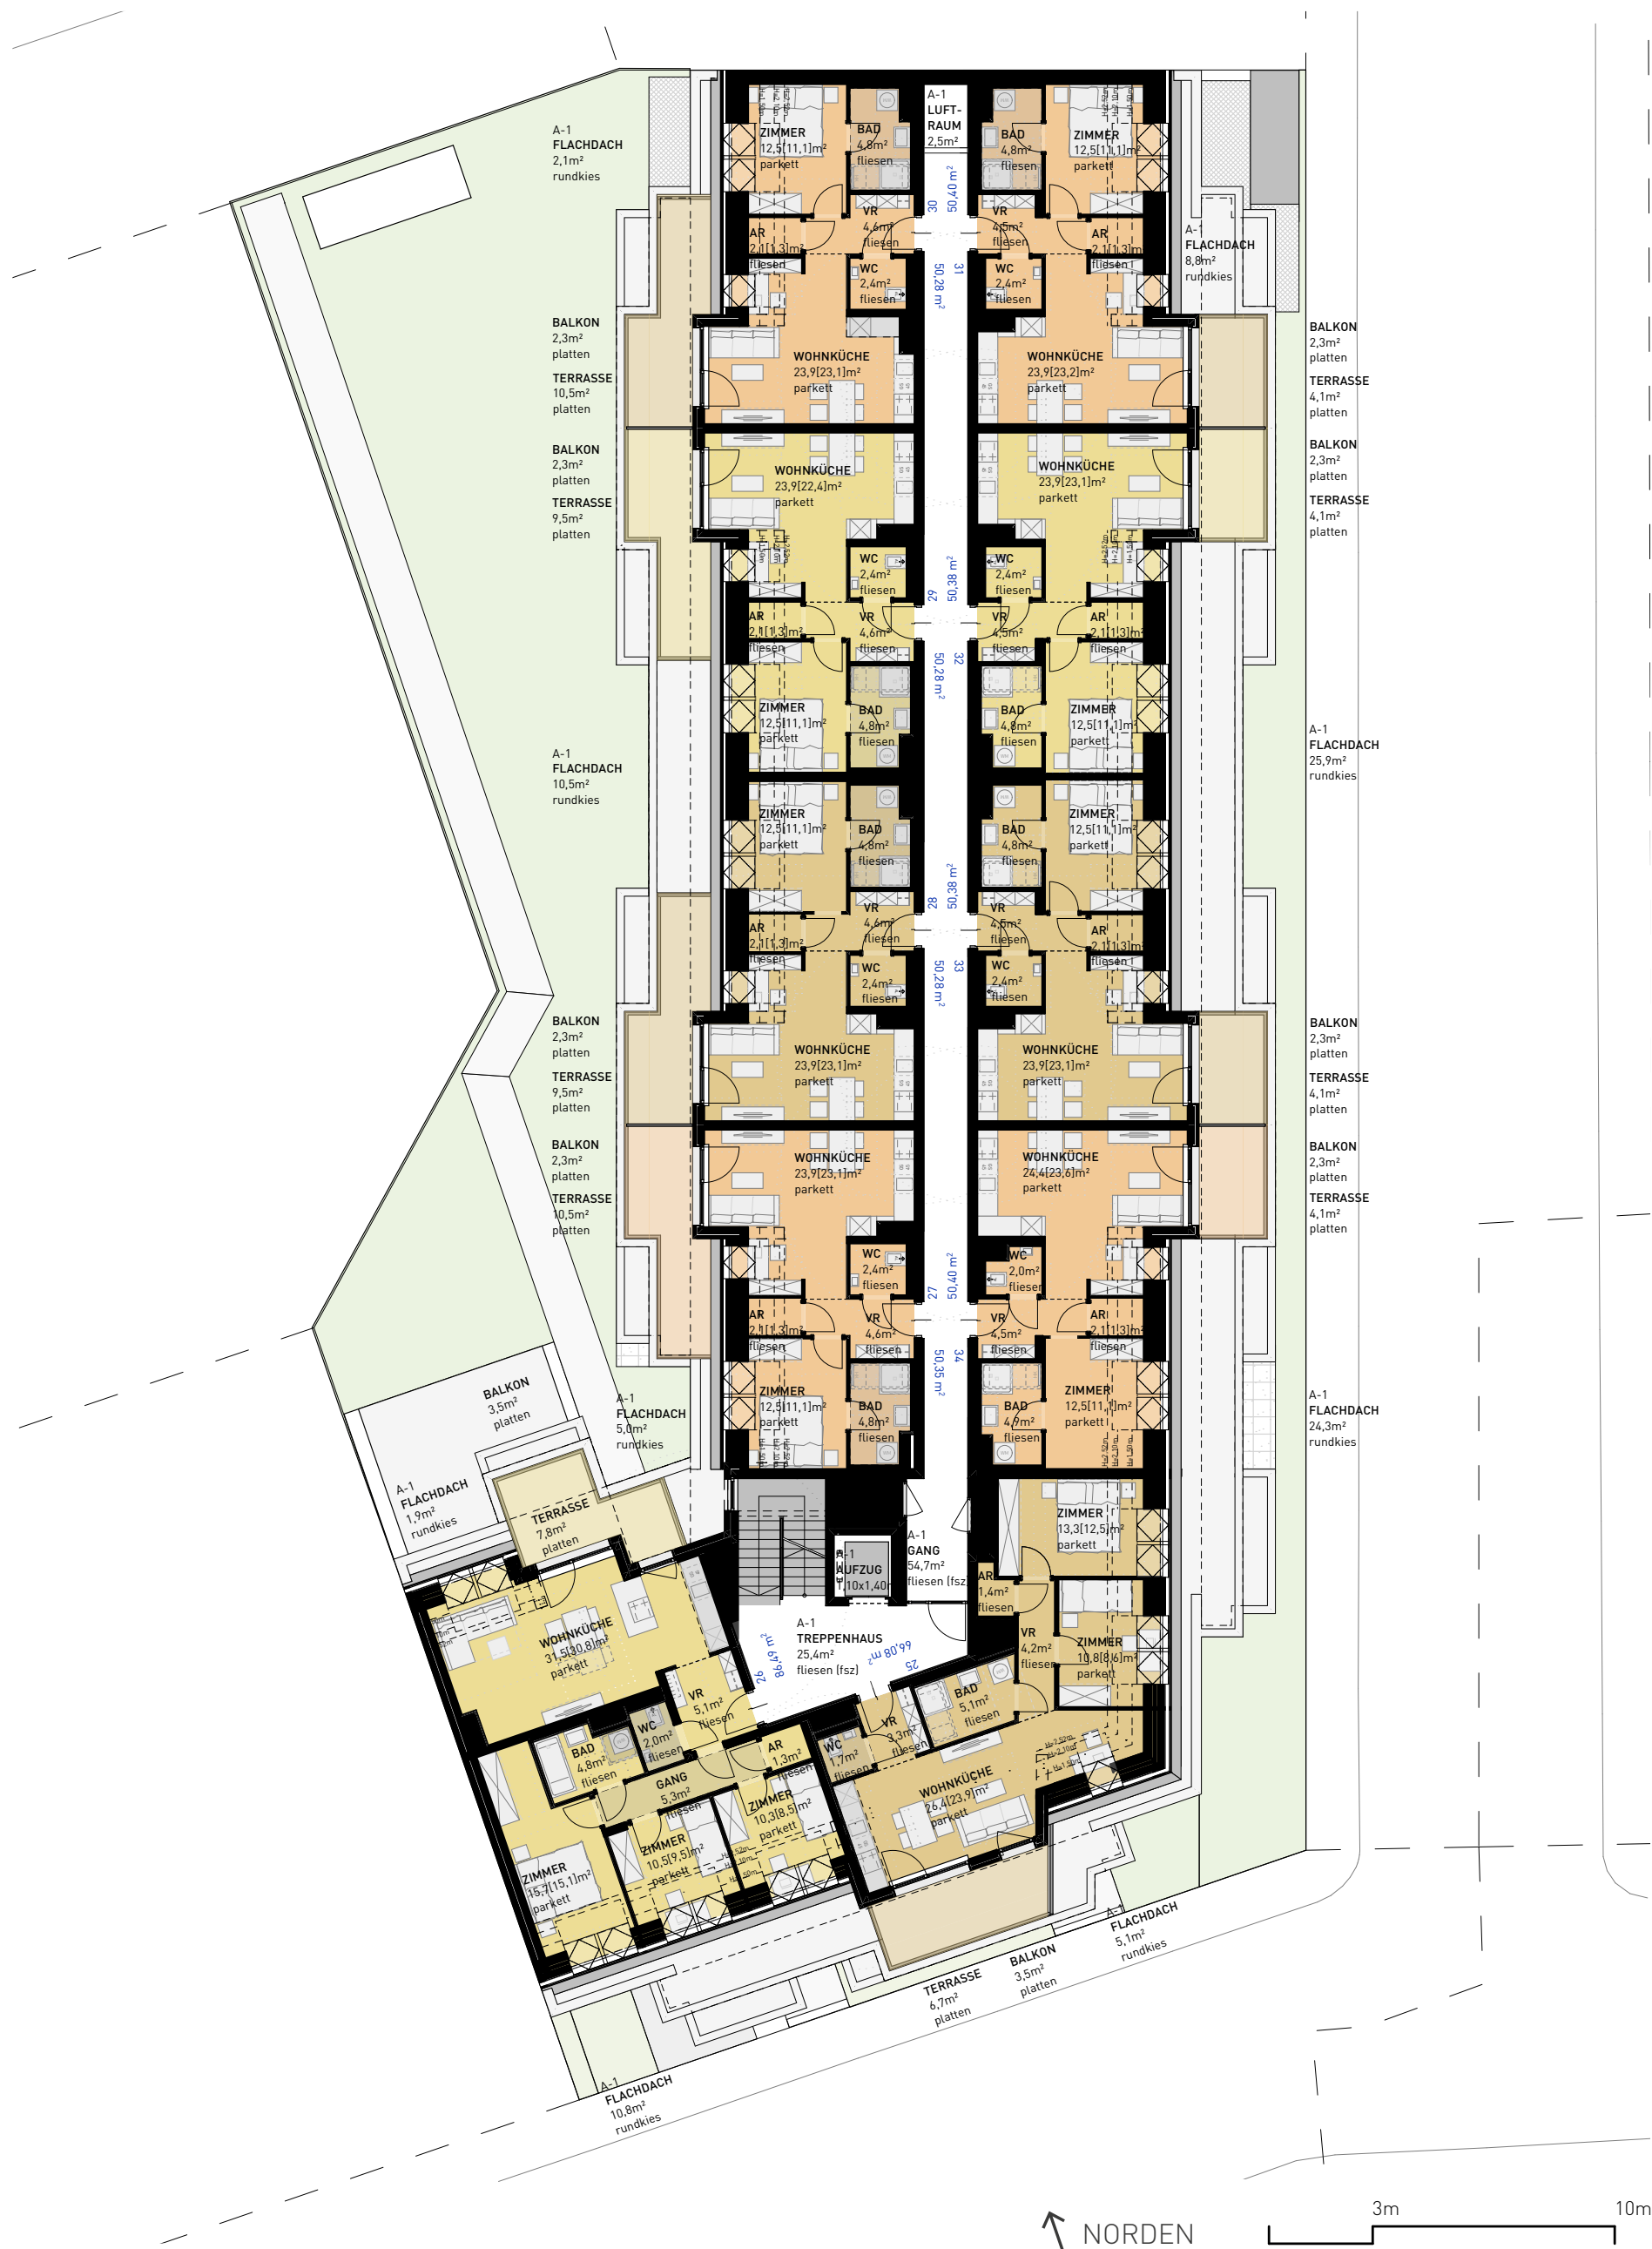 A-1
FLACHDACH
2,1m²
rundkies
ZIMMER
12,5[11,1]m²
parkett
BAD
4,8m²
fliesen
A-1
LUFT-
RAUM
2,5m²
BAD
4,8m²
fliesen
ZIMMER
12,5[11,1]m²
parkett
30
50,40 m²
VR
4,6m²
fliesen
VR
4,5m²
fliesen
AR
2,1[1,3]m²
fliesen
AR
2,1[1,3]m²
fliesen
A-1
FLACHDACH
8,8m²
rundkies
WC
2,4m²
fliesen
31
50,28 m²
WC
2,4m²
fliesen
BALKON
2,3m²
platten
TERRASSE
10,5m²
platten
WOHNKÜCHE
23,9[23,1]m²
parkett
WOHNKÜCHE
23,9[23,2]m²
parkett
BALKON
2,3m²
platten
TERRASSE
4,1m²
platten
BALKON
2,3m²
platten
TERRASSE
9,5m²
platten
WOHNKÜCHE
23,9[22,4]m²
parkett
WOHNKÜCHE
23,9[23,1]m²
parkett
BALKON
2,3m²
platten
TERRASSE
4,1m²
platten
WC
2,4m²
fliesen
29
50,38 m²
WC
2,4m²
fliesen
AR
2,1[1,3]m²
fliesen
VR
4,6m²
fliesen
VR
4,5m²
fliesen
AR
2,1[1,3]m²
fliesen
32
50,28 m²
A-1
FLACHDACH
10,5m²
rundkies
ZIMMER
12,5[11,1]m²
parkett
BAD
4,8m²
fliesen
BAD
4,8m²
fliesen
ZIMMER
12,5[11,1]m²
parkett
A-1
FLACHDACH
25,9m²
rundkies
ZIMMER
12,5[11,1]m²
parkett
BAD
4,8m²
fliesen
BAD
4,8m²
fliesen
ZIMMER
12,5[11,1]m²
parkett
28
50,38 m²
AR
2,1[1,3]m²
fliesen
VR
4,6m²
fliesen
VR
4,5m²
fliesen
AR
2,1[1,3]m²
fliesen
WC
2,4m²
fliesen
33
50,28 m²
WC
2,4m²
fliesen
BALKON
2,3m²
platten
TERRASSE
9,5m²
platten
WOHNKÜCHE
23,9[23,1]m²
parkett
WOHNKÜCHE
23,9[23,1]m²
parkett
BALKON
2,3m²
platten
TERRASSE
4,1m²
platten
BALKON
2,3m²
platten
TERRASSE
10,5m²
platten
WOHNKÜCHE
23,9[23,1]m²
parkett
WOHNKÜCHE
24,4[23,6]m²
parkett
BALKON
2,3m²
platten
TERRASSE
4,1m²
platten
WC
2,4m²
fliesen
27
50,40 m²
WC
2,0m²
fliesen
AR
2,1[1,3]m²
fliesen
VR
4,6m²
fliesen
VR
4,5m²
fliesen
AR
2,1[1,3]m²
fliesen
34
50,35 m²
BALKON
3,5m²
platten
A-1
FLACHDACH
5,0m²
rundkies
ZIMMER
12,5[11,1]m²
parkett
BAD
4,8m²
fliesen
BAD
4,9m²
fliesen
ZIMMER
12,5[11,1]m²
parkett
H=2,52m
H=2,10m
H=1,50m
A-1
FLACHDACH
24,3m²
rundkies
A-1
FLACHDACH
1,9m²
rundkies
TERRASSE
7,8m²
platten
A-1
AUFZUG
1,10x1,40m
A-1
GANG
54,7m²
fliesen (fsz)
ZIMMER
13,3[12,5]m²
parkett
AR
1,4m²
fliesen
WOHNKÜCHE
31,5[30,8]m²
parkett
26
86,49 m²
A-1
TREPPENHAUS
25,4m²
fliesen (fsz)
25
66,08 m²
VR
4,2m²
fliesen
ZIMMER
10,8[8,6]m²
parkett
VR
5,1m²
fliesen
BAD
5,1m²
fliesen
WC
2,0m²
fliesen
BAD
4,8m²
fliesen
AR
1,3m²
fliesen
WC
1,7m²
fliesen
VR
3,3m²
fliesen
H=2,52m
H=2,10m
H=1,50m
GANG
5,3m²
fliesen
WOHNKÜCHE
26,4[23,9]m²
parkett
ZIMMER
15,7[15,1]m²
parkett
ZIMMER
10,5[9,5]m²
parkett
ZIMMER
10,3[8,5]m²
parkett
A-1
FLACHDACH
5,1m²
rundkies
TERRASSE
6,7m²
platten
BALKON
3,5m²
platten
A-1
FLACHDACH
10,8m²
rundkies
NORDEN
3m
10m